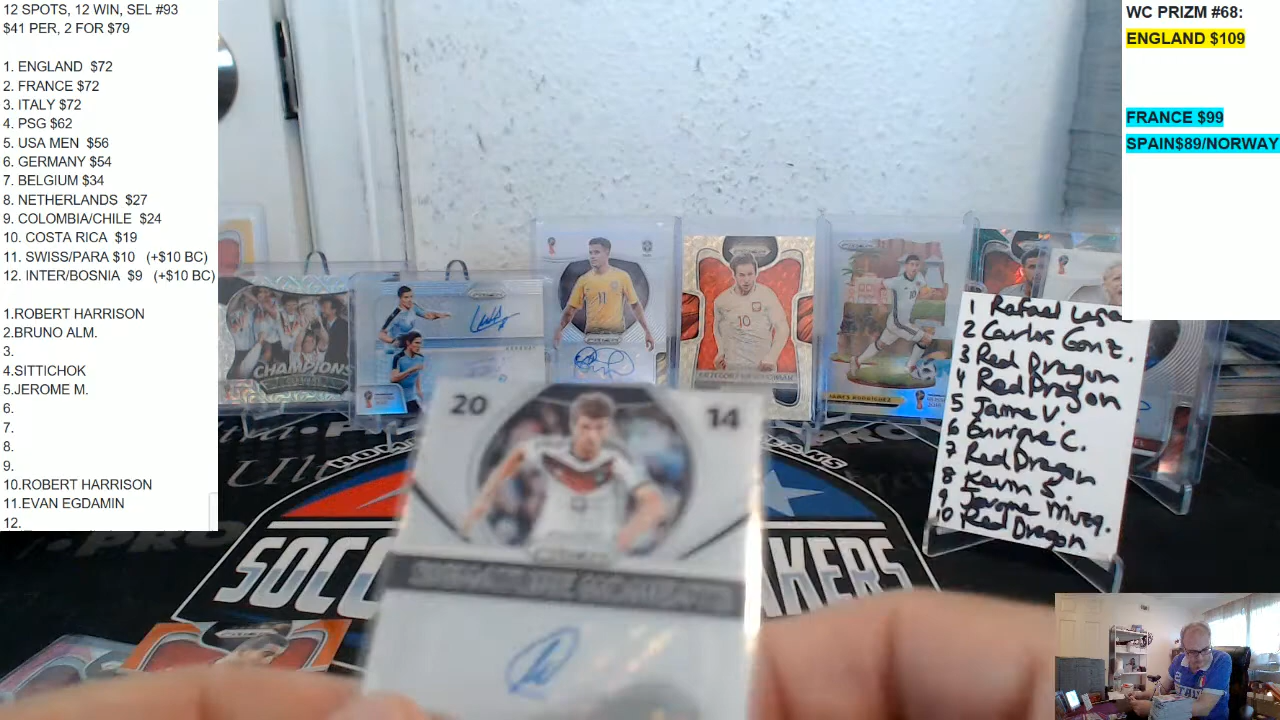 12 SPOTS, 12 WIN, SEL #93
$41 PER, 2 FOR $79
1. ENGLAND $72
2. FRANCE $72
3. ITALY $72
4. PSG $62
5. USA MEN $56
6. GERMANY $54
7. BELGIUM $34
8. NETHERLANDS $27
9. COLOMBIA/CHILE $24
10. COSTA RICA $19
11. SWISS/PARA $10 (+$10 BC)
12. INTER/BOSNIA $9 (+$10 BC)
1.ROBERT HARRISON
2.BRUNO ALM.
3.
4.SITTICHOK
5.JEROME M.
6.
7.
8.
9.
10.ROBERT HARRISON
11.EVAN EGDAMIN
12.
WC PRIZM #68:
ENGLAND $109
FRANCE $99
SPAIN$89/NORWAY
CHAMPIONS
11
10
JAMES RODRIGUEZ
1 Rafael
2 Carlos Gonz.
3 Red Dragon
4 Red Dragon
5 Jaime V.
6 Enrique C.
7 Red Dragon
8 Kevin S.
9 Jerome
10 Red Dragon
20 14
SOCC
AKERS